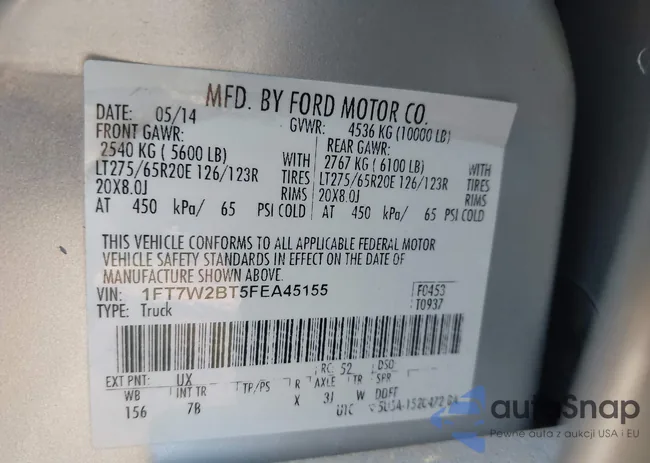 MFD. BY FORD MOTOR CO.
DATE: 05/14 GVWR: 4536 KG (10000 LB)
FRONT GAWR: REAR GAWR:
2540 KG ( 5600 LB) WITH 2767 KG ( 6100 LB) WITH
LT275/65R20E 126/123R TIRES LT275/65R20E 126/123R TIRES
20X8.0J RIMS 20X8.0J RIMS
AT 450 kPa/ 65 PSI COLD AT 450 kPa/ 65 PSI COLD
THIS VEHICLE CONFORMS TO ALL APPLICABLE FEDERAL MOTOR
VEHICLE SAFETY STANDARDS IN EFFECT ON THE DATE OF
MANUFACTURE SHOWN ABOVE.
VIN: 1FT7W2BT5FEA45155 F0453
TYPE: Truck T0937
RC: 52 DSO
EXT PNT: UX
WB INT TR TP/PS R AXLE TR SPR
156 7B X 3J W DQFT
UTC
autoSnap
Pewne auta z aukcji USA i EU